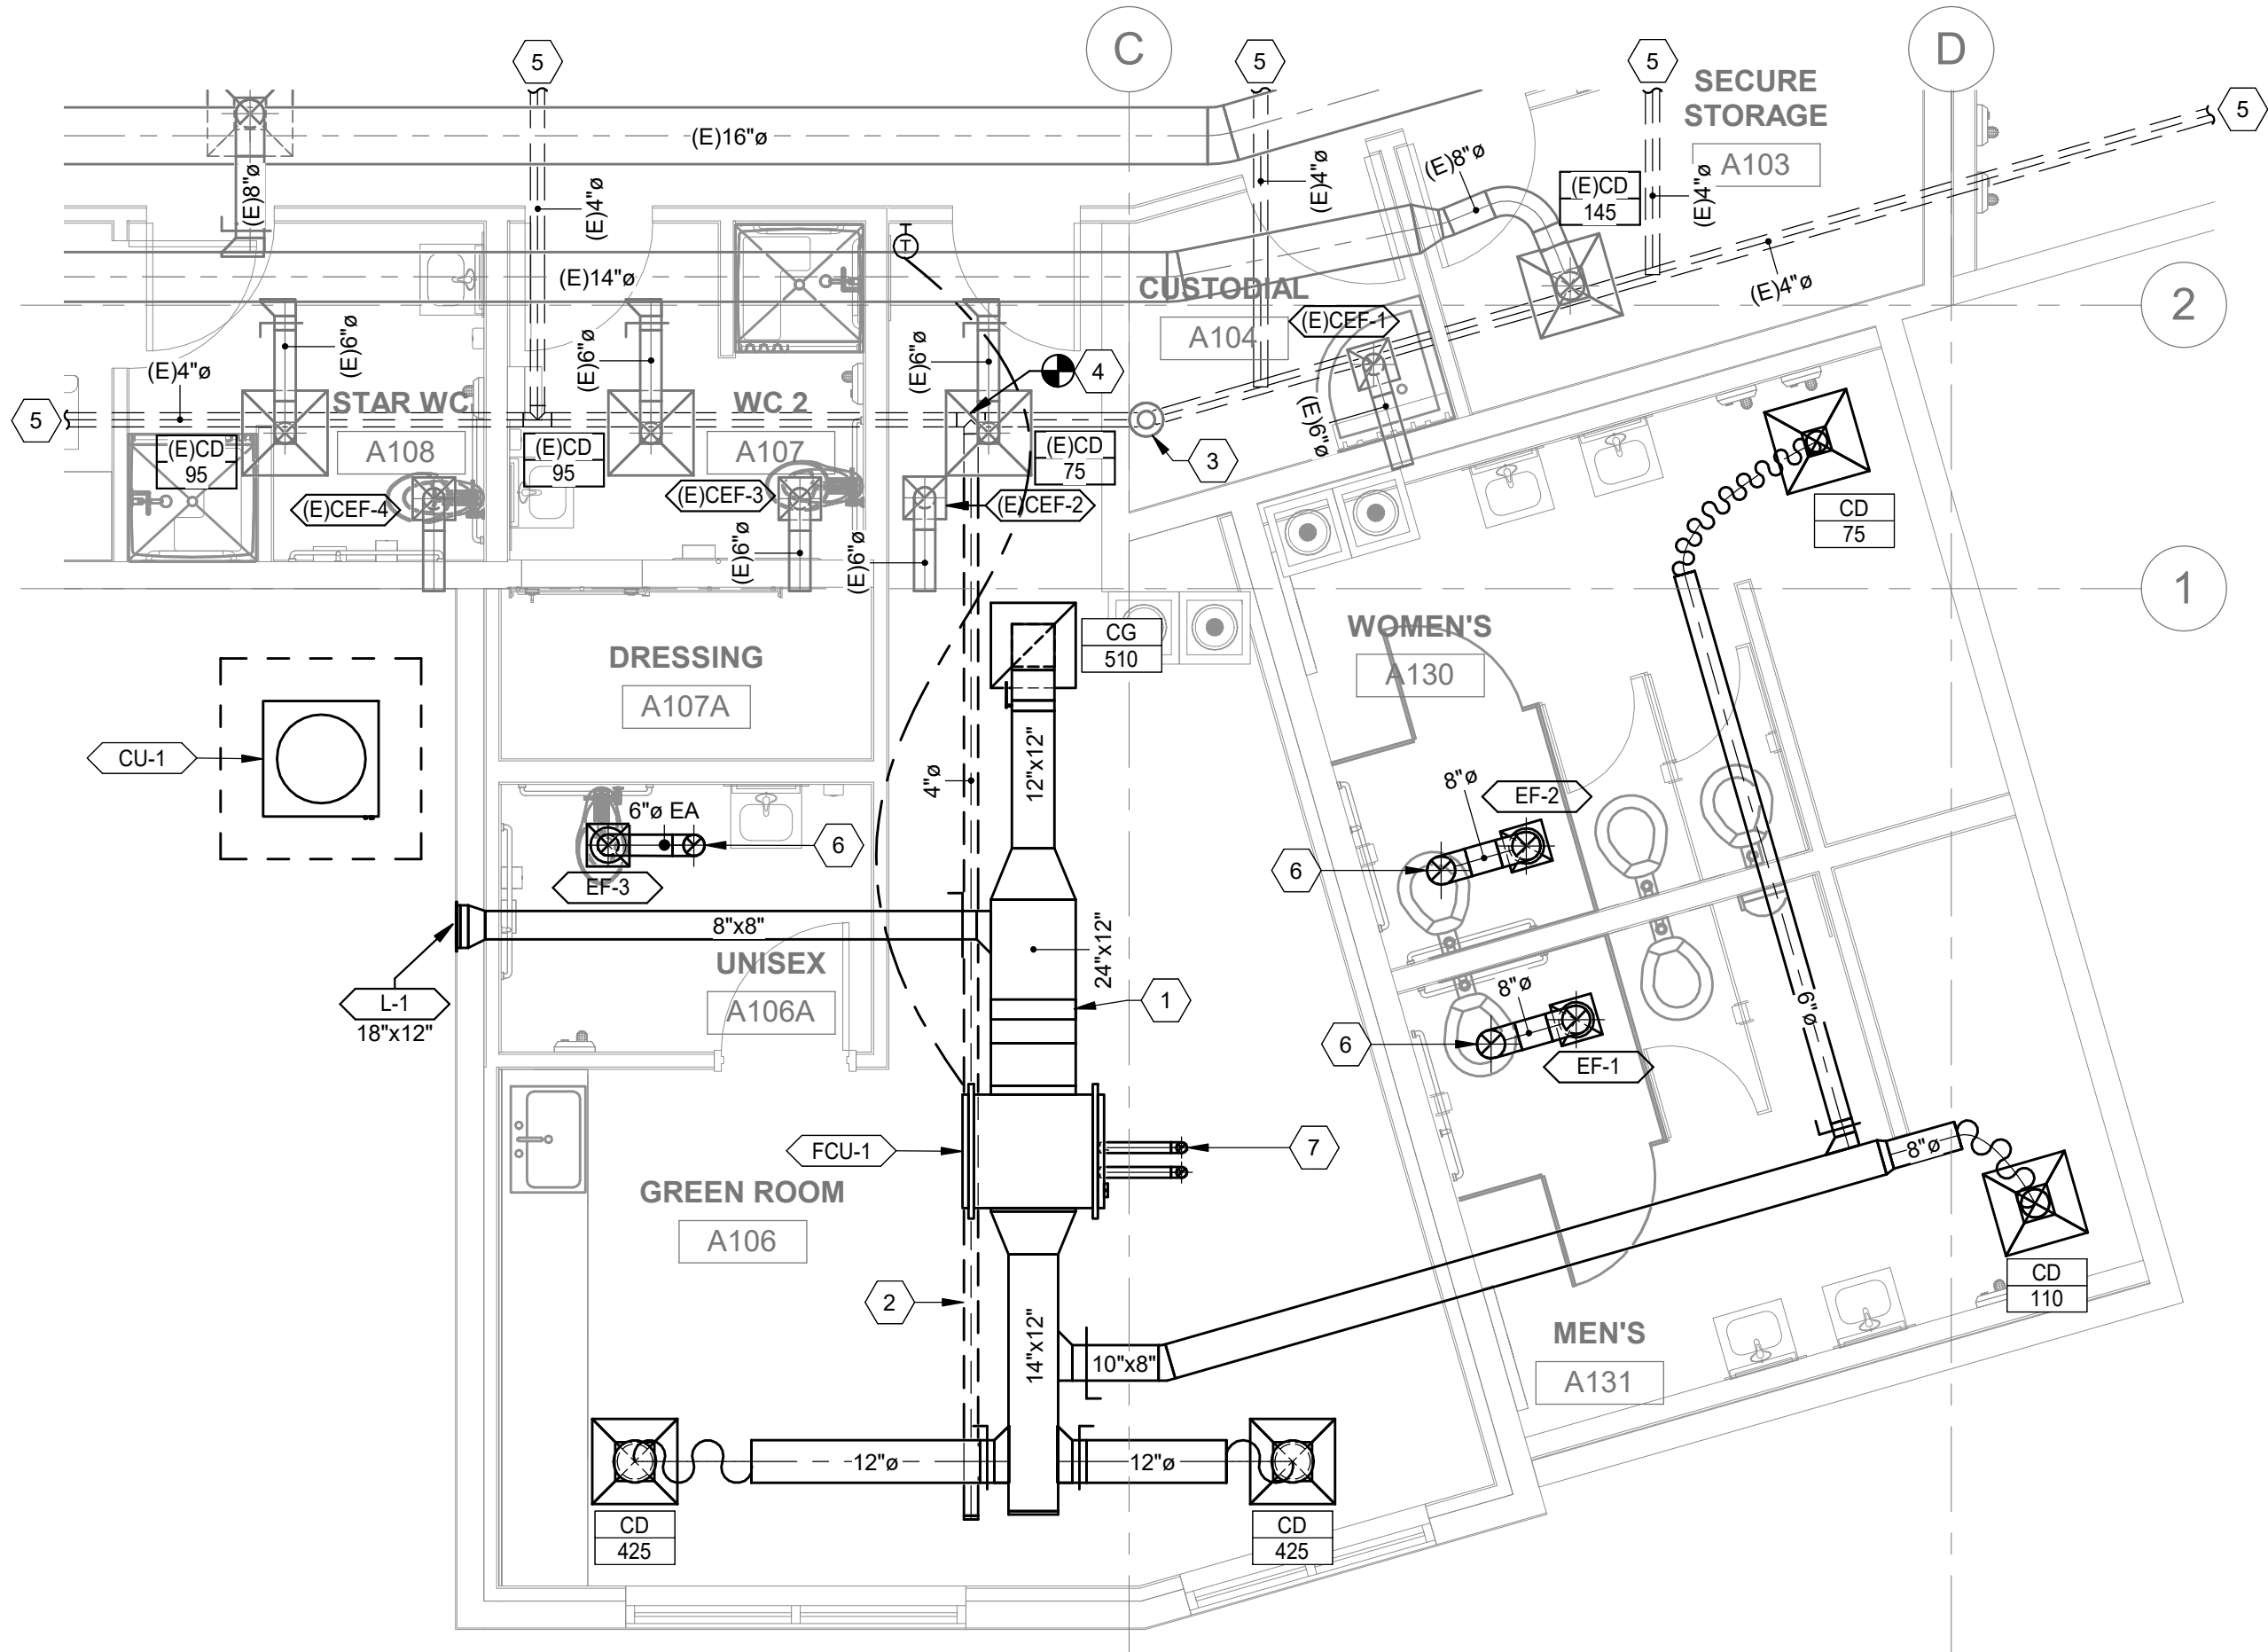 5
C
5
5
SECURE
STORAGE
A103
D
5
(E)16"ø
(E)8"ø
(E)4"ø
(E)4"ø
(E)8"ø
(E)CD
145
(E)4"ø
T
(E)14"ø
(E)4"ø
2
CUSTODIAL
A104
(E)CEF-1
(E)6"ø
(E)6"ø
(E)6"ø
(E)4"ø
4
5
STAR WC
A108
WC 2
A107
(E)6"ø
(E)CD
95
(E)CD
95
(E)CD
75
3
(E)CEF-4
(E)CEF-3
(E)CEF-2
CD
75
(E)6"ø
(E)6"ø
1
CG
510
WOMEN'S
A130
DRESSING
A107A
CU-1
4"ø
12"x12"
8"ø
EF-2
6"ø EA
6
6
EF-3
8"x8"
24"x12"
UNISEX
A106A
L-1
18"x12"
1
8"ø
6"ø
6
EF-1
FCU-1
7
8"ø
GREEN ROOM
A106
CD
110
2
14"x12"
10"x8"
MEN'S
A131
12"ø
12"ø
CD
425
CD
425